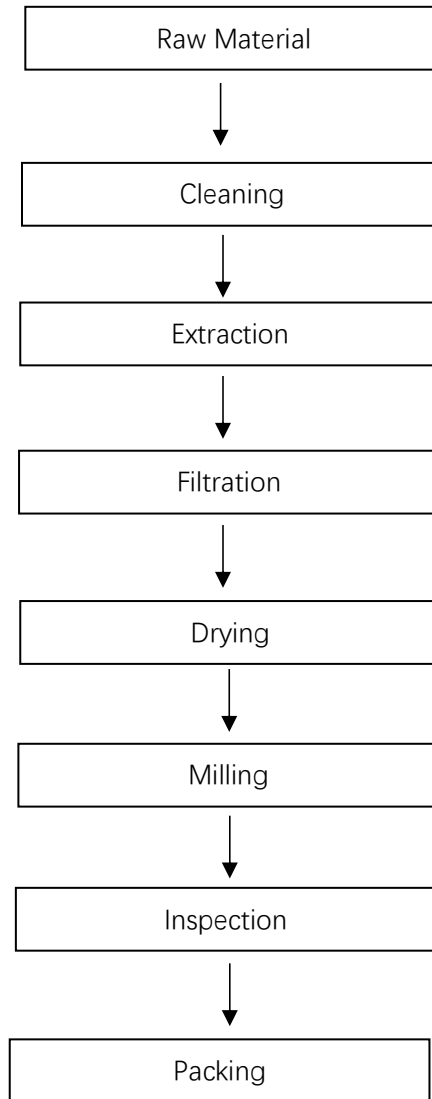 Raw Material
Cleaning
Extraction
Filtration
Drying
Milling
Inspection
Packing